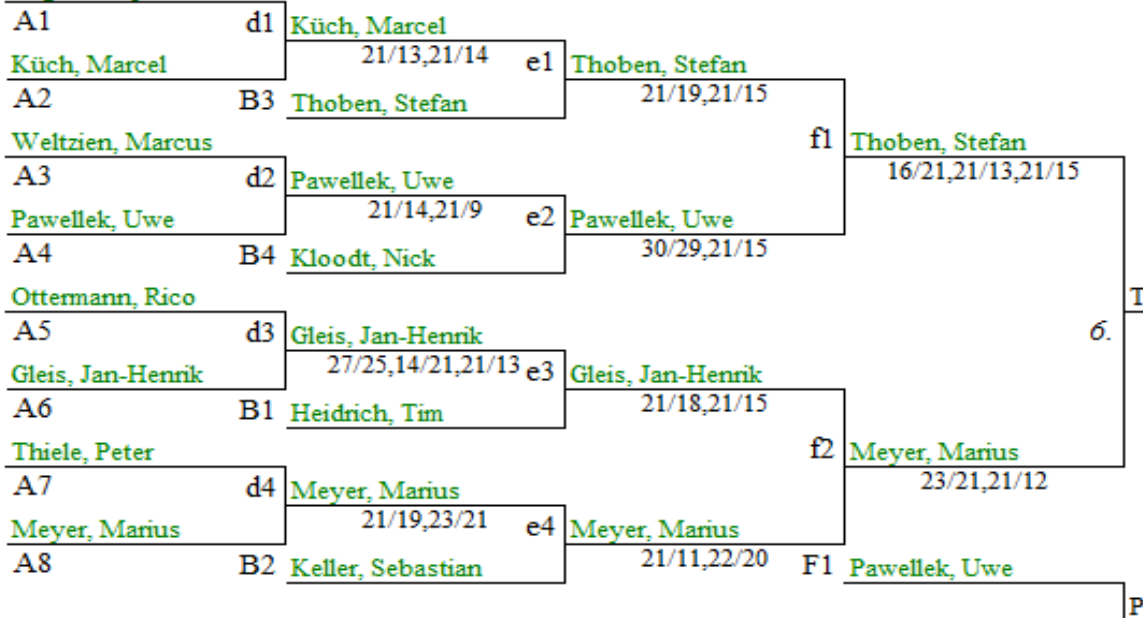 A1 d1 Küch, Marcel
Küch, Marcel 21/13,21/14 e1 Thoben, Stefan
A2 B3 Thoben, Stefan 21/19,21/15
Weltzien, Marcus f1 Thoben, Stefan
A3 d2 Pawellek, Uwe 16/21,21/13,21/15
Pawellek, Uwe 21/14,21/9 e2 Pawellek, Uwe
A4 B4 Kloodt, Nick 30/29,21/15
Ottermann, Rico T
A5 d3 Gleis, Jan-Henrik 6.
Gleis, Jan-Henrik 27/25,14/21,21/13 e3 Gleis, Jan-Henrik
A6 B1 Heidrich, Tim 21/18,21/15
Thiele, Peter f2 Meyer, Marius
A7 d4 Meyer, Marius 23/21,21/12
Meyer, Marius 21/19,23/21 e4 Meyer, Marius
A8 B2 Keller, Sebastian 21/11,22/20 F1 Pawellek, Uwe
P